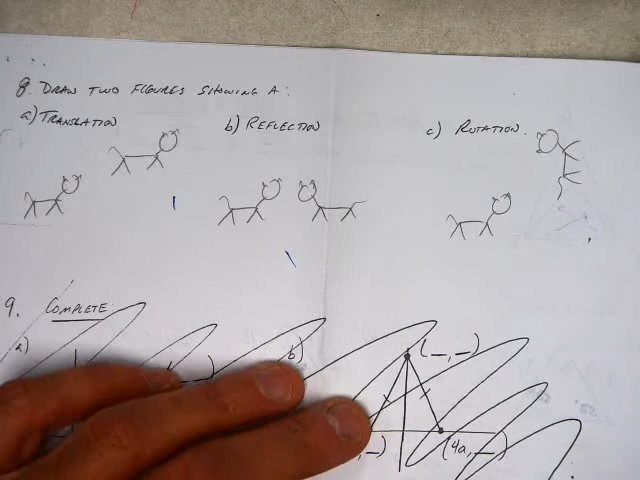 8. DRAW TWO FIGURES SHOWING A:
a) TRANSLATION
b) REFLECTION
c) ROTATION.
9. COMPLETE
a)
b)
(__,__)
(4a,__)